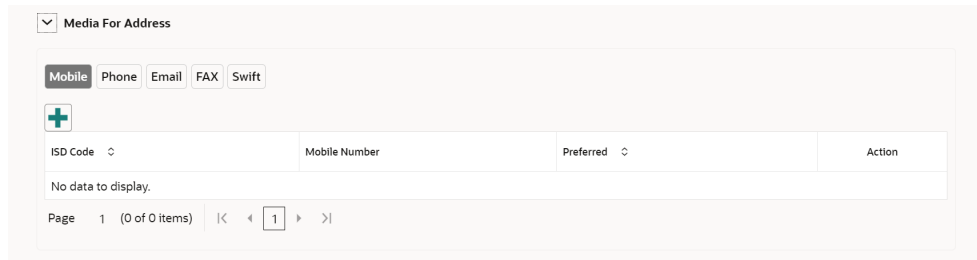 Media For Address
Mobile Phone Email FAX Swift
ISD Code Mobile Number Preferred Action
No data to display.
Page 1 (0 of 0 items) 1